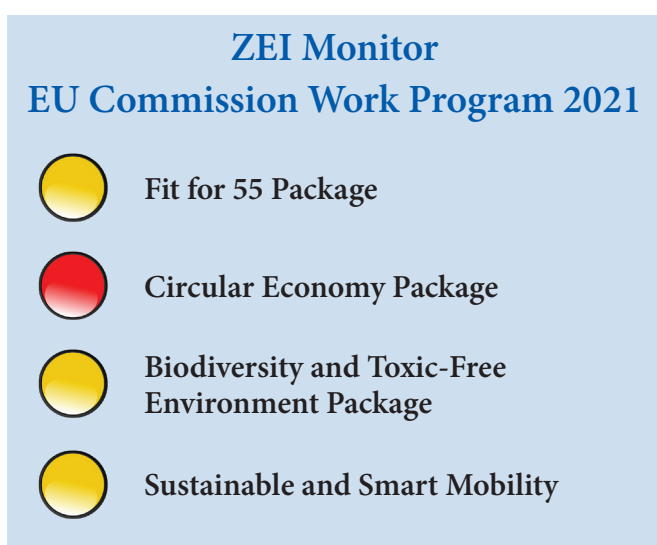 ZEI Monitor
EU Commission Work Program 2021
Fit for 55 Package
Circular Economy Package
Biodiversity and Toxic-Free
Environment Package
Sustainable and Smart Mobility